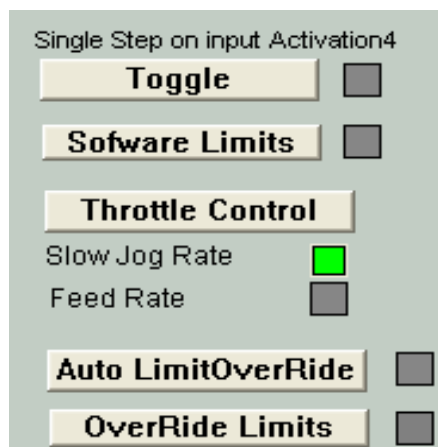 Single Step on input Activation4
Toggle
Sofware Limits
Throttle Control
Slow Jog Rate
Feed Rate
Auto LimitOverRide
OverRide Limits